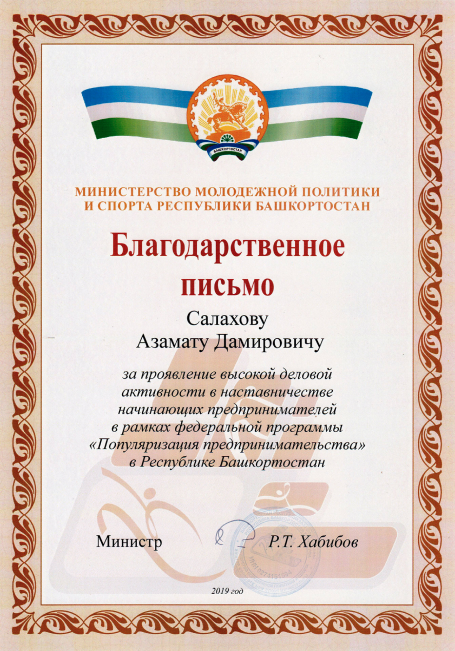 БАШКОРТОСТАН
МИНИСТЕРСТВО МОЛОДЕЖНОЙ ПОЛИТИКИ
И СПОРТА РЕСПУБЛИКИ БАШКОРТОСТАН
Благодарственное
письмо
Салахову
Азамату Дамировичу
за проявление высокой деловой
активности в наставничестве
начинающих предпринимателей
в рамках федеральной программы
«Популяризация предпринимательства»
в Республике Башкортостан
Министр Р.Т. Хабибов
2019 год